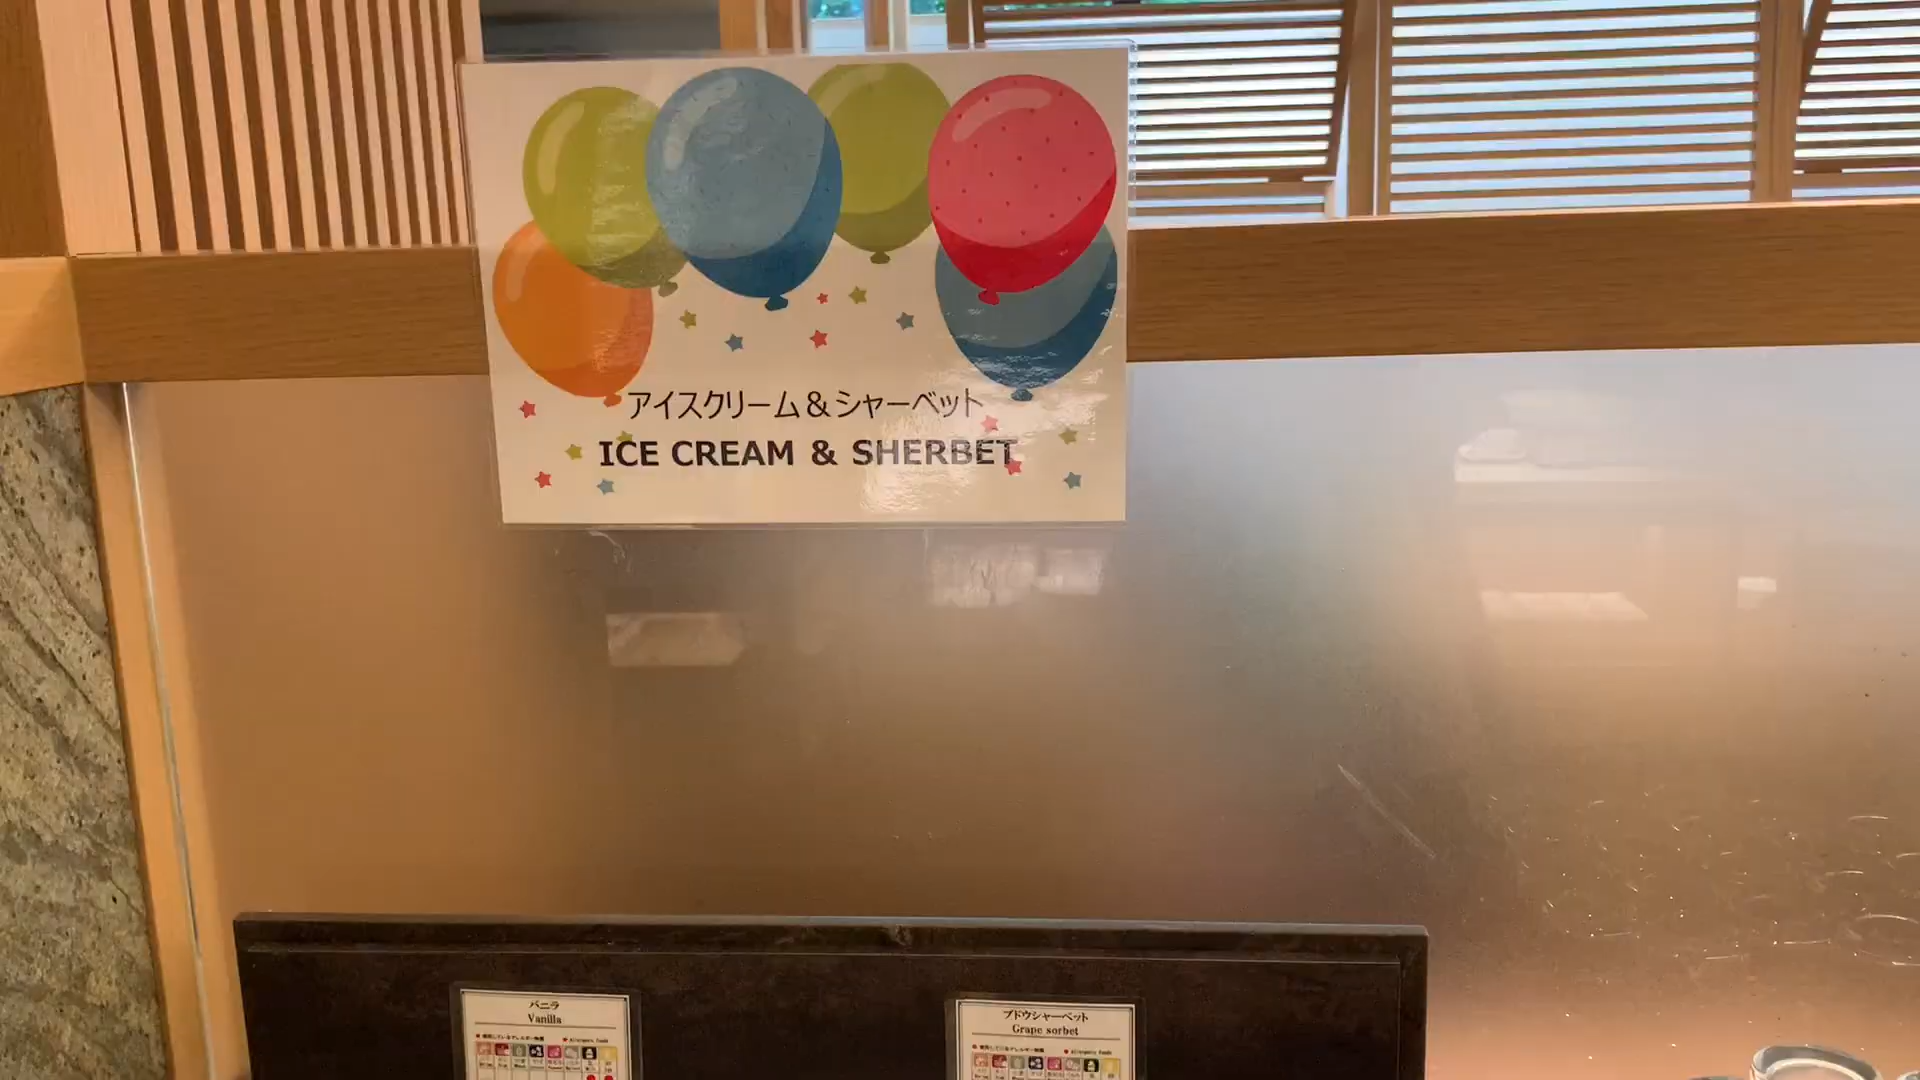 アイスクリーム&シャーベット
ICE CREAM & SHERBET
バニラ
Vanilla
ブドウシャーベット
Grape sorbet